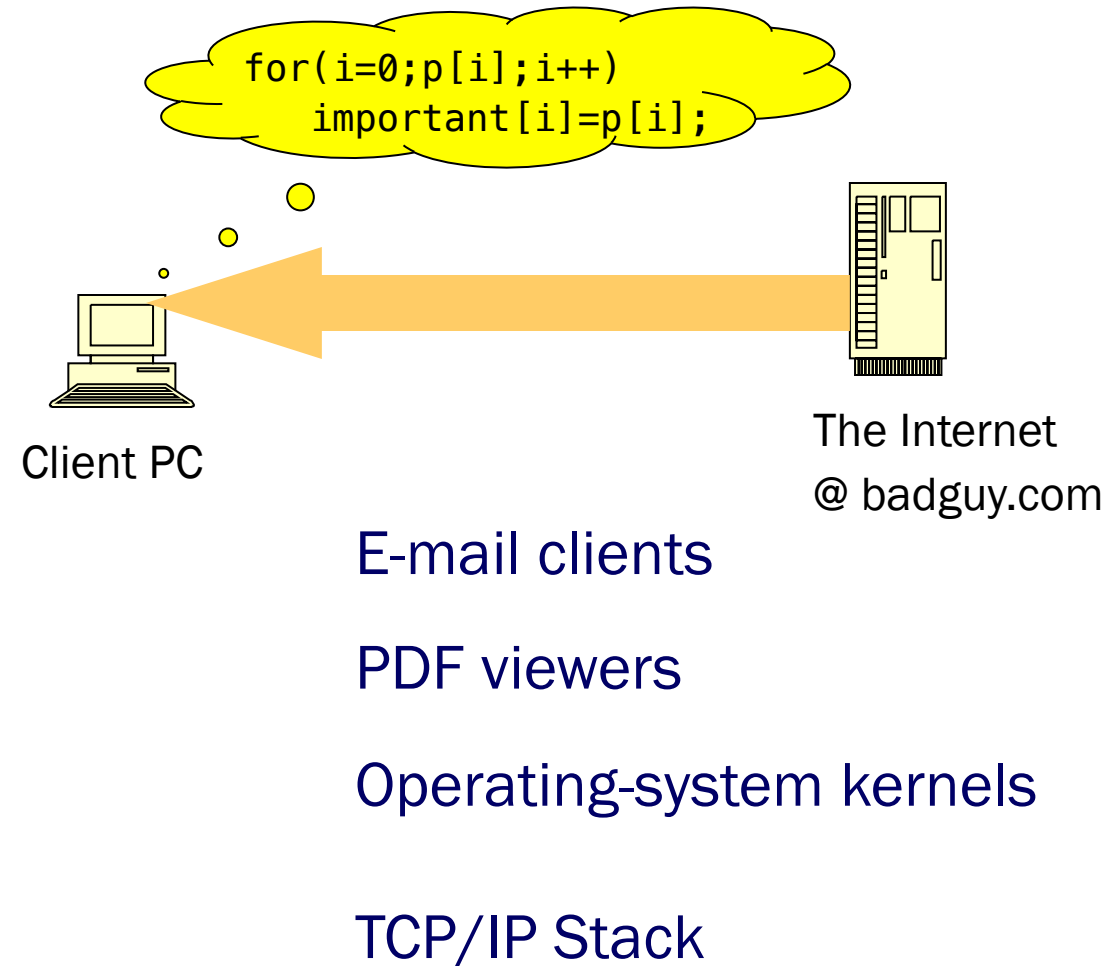 for(i=0;p[i];i++)
important[i]=p[i];
Client PC
The Internet
@ badguy.com
E-mail clients
PDF viewers
Operating-system kernels
TCP/IP Stack